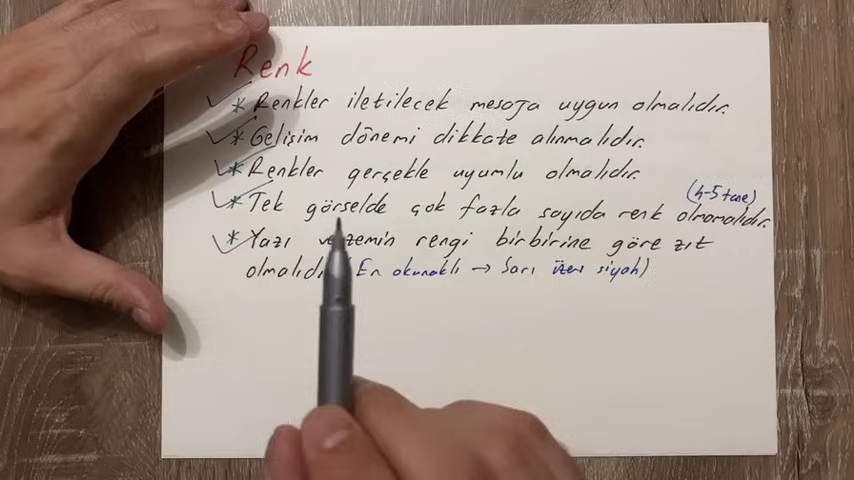 Renk
* Renkler iletilecek mesaja uygun olmalıdır.
* Gelişim dönemi dikkate alınmalıdır.
* Renkler gerçekle uyumlu olmalıdır.
(4-5 tane)
* Tek görselde çok fazla sayıda renk olmamalıdır.
* Yazı ve zemin rengi birbirine göre zıt
olmalıdır (En okunaklı → Sarı üzeri siyah)